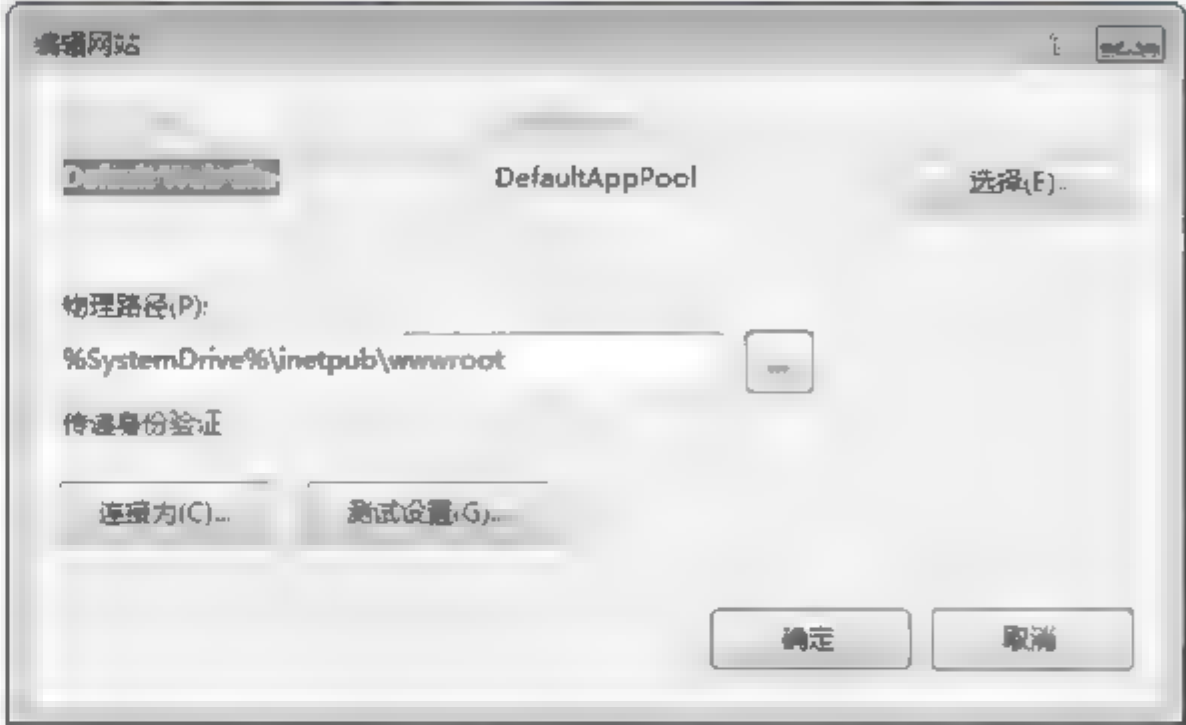 编辑网站
DefaultAppPool
选择(E)...
物理路径(P):
%SystemDrive%\inetpub\wwwroot
...
传递身份验证
连接为(C)...
测试设置(G)...
确定
取消